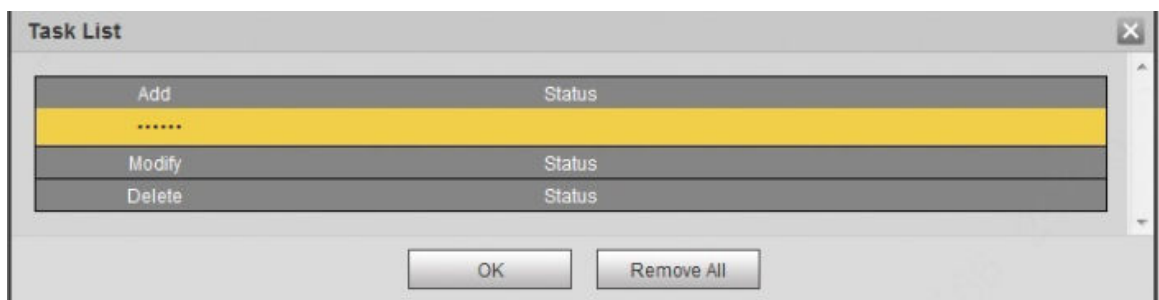 Task List
Add Status
......
Modify Status
Delete Status
OK Remove All